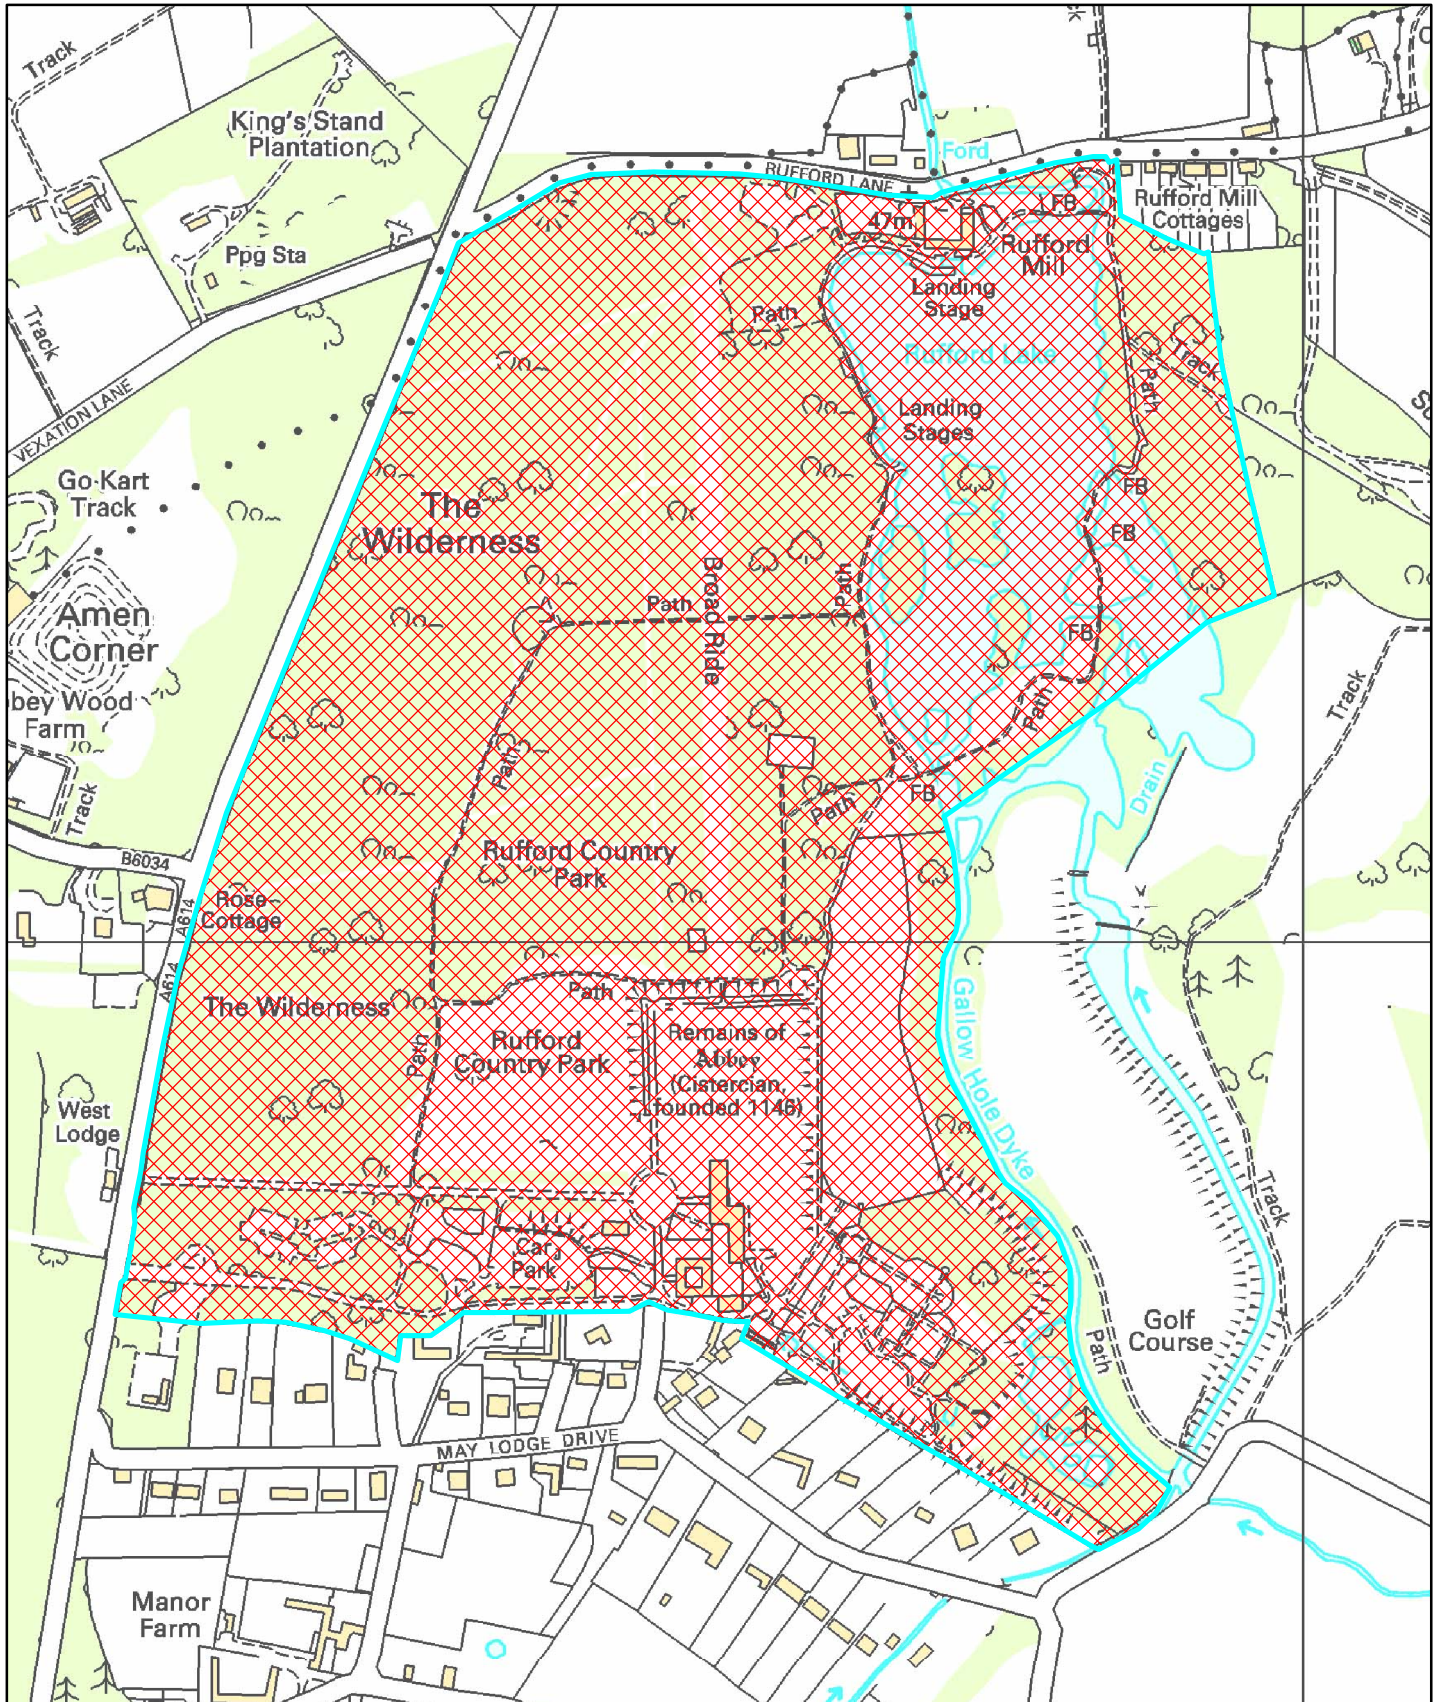 Track
King's Stand
Plantation
Ppg Sta
Track
VEXATION LANE
Go-Kart
Track
Amen
Corner
bey Wood
Farm
Track
B6034
A614
A614
Rose
Cottage
The Wilderness
West
Lodge
Ford
RUFFORD LANE
47m
FB
Rufford
Mill
Rufford Mill
Cottages
Landing
Stage
Path
Rufford Lake
Track
Path
Landing
Stages
The
Wilderness
FB
FB
Broad Ride
Path
Path
FB
Path
Path
Path
FB
Drain
Track
Rufford Country
Park
Path
Rufford
Country Park
Path
Remains of
Abbey
(Cistercian,
founded 1146)
Gallow Hole Dyke
Track
Car
Park
Golf
Course
Path
MAY LODGE DRIVE
Manor
Farm